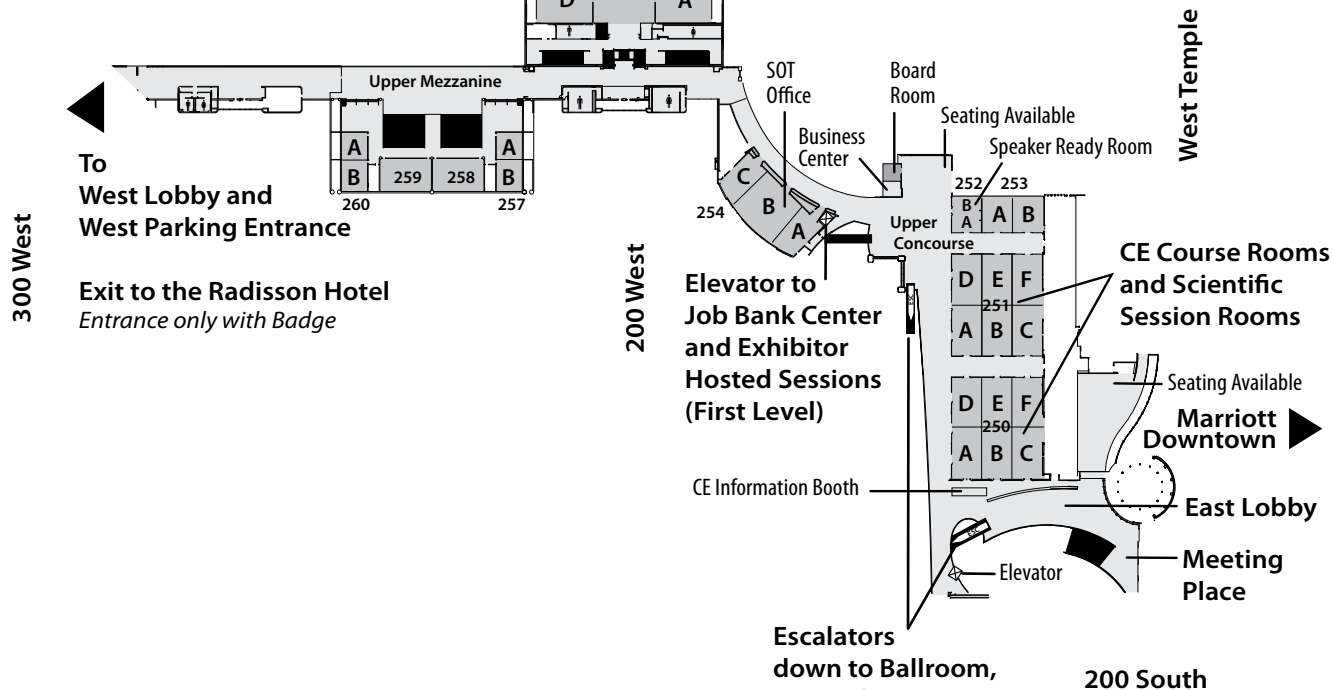 D
A
West Temple
Upper Mezzanine
SOT
Office
Board
Room
Seating Available
Business
Center
Speaker Ready Room
To
West Lobby and
West Parking Entrance
300 West
Exit to the Radisson Hotel
Entrance only with Badge
A
B
259
258
A
B
260
257
C
B
A
254
200 West
252
253
B
A
A
B
Upper
Concourse
Elevator to
Job Bank Center
and Exhibitor
Hosted Sessions
(First Level)
ESC
D E F
251
A B C
CE Course Rooms
and Scientific
Session Rooms
D E F
250
A B C
Seating Available
Marriott
Downtown
CE Information Booth
East Lobby
ESC
Meeting
Place
Elevator
Escalators
down to Ballroom,
200 South